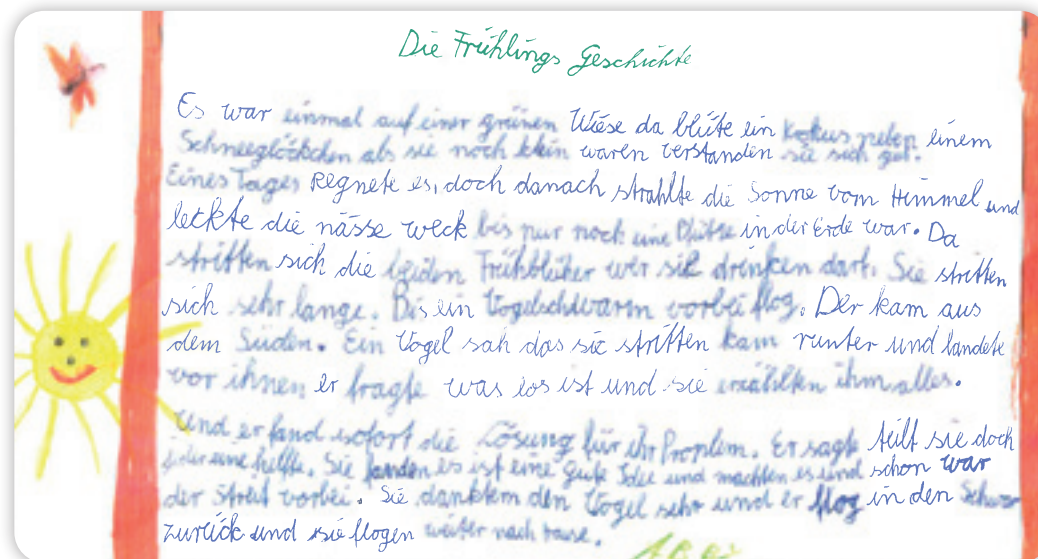 Die Frühlings Geschichte
Es war einmal auf einer grünen Wiese da blüte ein Krokus neben einem
Schneeglöckchen als sie noch klein waren verstanden sie sich gut.
Eines Tages Regnete es, doch danach strahlte die Sonne vom Himmel und
leckte die nässe weck bis nur noch eine Pfütze in der Erde war. Da
stritten sich die beiden Frühblüher wer sie drinken darf. Sie stritten
sich sehr lange. Bis ein Vogelschwarm vorbei flog. Der kam aus
dem Süden. Ein Vogel sah das sie stritten kam runter und landete
vor ihnen er fragte was los ist und sie erzählten ihm alles.
Und er fand sofort die Lösung für ihr Proplem. Er sagte teilt sie doch
jeder eine helfte. Sie fanden es ist eine gute Idee und machten es und schon war
der Streit vorbei. Sie danktem den Vogel sehr und er flog in den
zurück und sie flogen weiter nach hause.